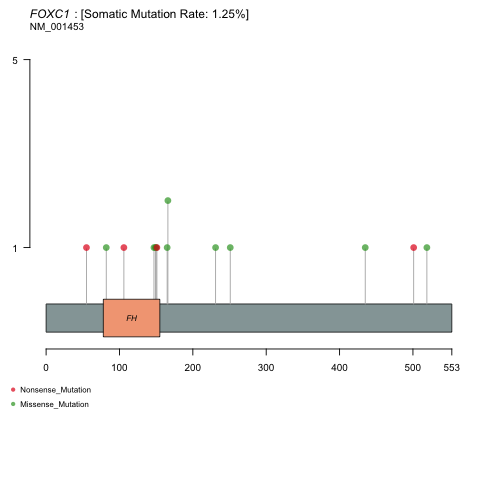 FOXC1 : [Somatic Mutation Rate: 1.25%]
NM_001453
5
1
FH
0 100 200 300 400 500 553
Nonsense_Mutation
Missense_Mutation